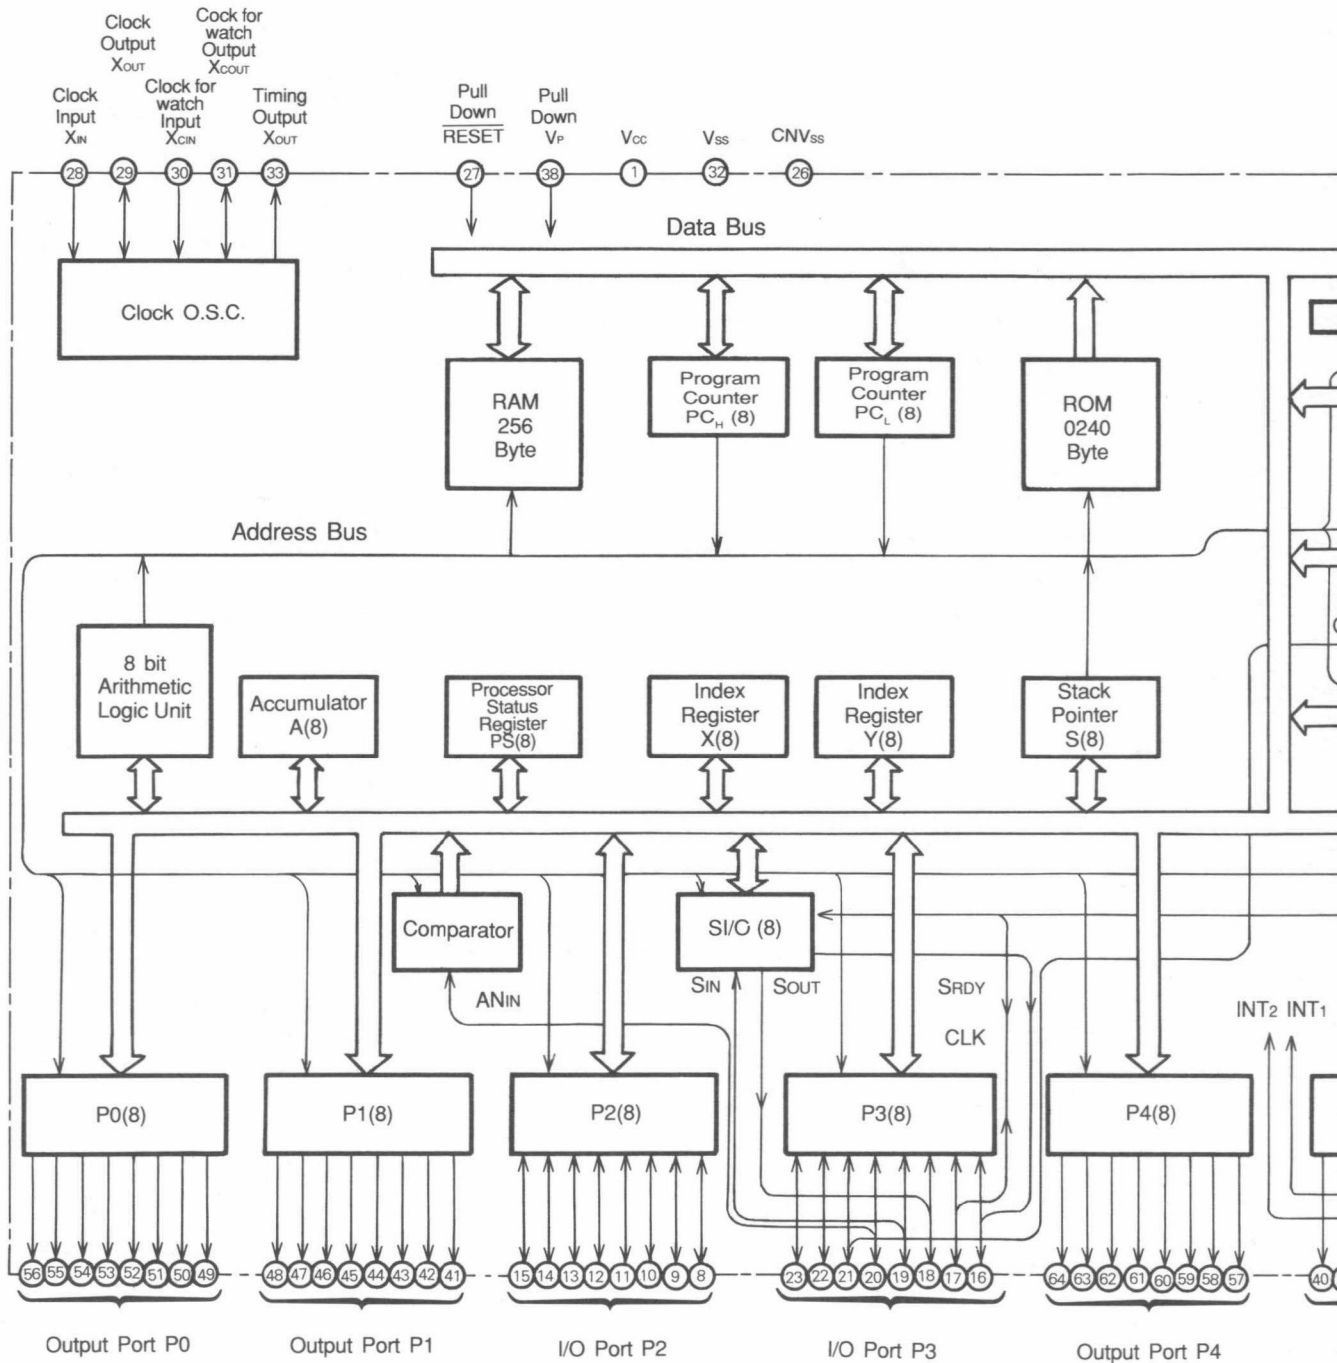 Clock
Output
XOUT
Cock for
watch
Output
XCOUT
Clock
Input
XIN
Clock for
watch
Input
XCIN
Timing
Output
XOUT
Pull
Down
RESET
Pull
Down
VP
VCC
VSS
CNVSS
28
29
30
31
33
27
38
1
32
26
Data Bus
Clock O.S.C.
RAM
256
Byte
Program
Counter
PCH (8)
Program
Counter
PCL (8)
ROM
0240
Byte
Address Bus
8 bit
Arithmetic
Logic Unit
Accumulator
A(8)
Processor
Status
Register
PS(8)
Index
Register
X(8)
Index
Register
Y(8)
Stack
Pointer
S(8)
Comparator
SI/O (8)
ANIN
SIN
SOUT
SRDY
CLK
INT2 INT1
P0(8)
P1(8)
P2(8)
P3(8)
P4(8)
56 55 54 53 52 51 50 49
48 47 46 45 44 43 42 41
15 14 13 12 11 10 9 8
23 22 21 20 19 18 17 16
64 63 62 61 60 59 58 57
40
Output Port P0
Output Port P1
I/O Port P2
I/O Port P3
Output Port P4